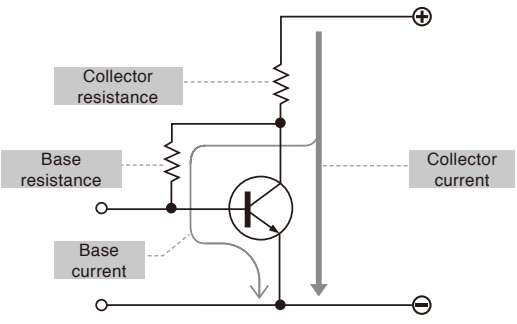 Collector
resistance
Base
resistance
Collector
current
Base
current